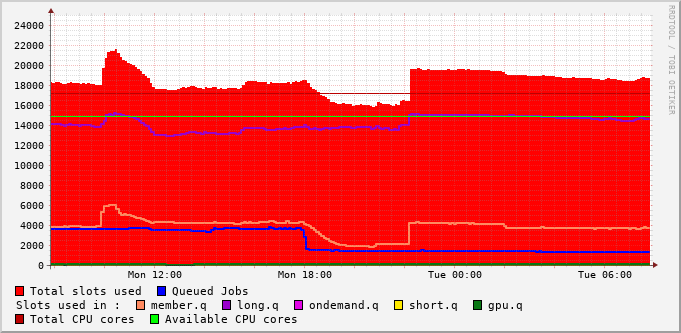 RRDTOOL / TOBI OETIKER
24000
22000
20000
18000
16000
14000
12000
10000
8000
6000
4000
2000
0
Mon 12:00 Mon 18:00 Tue 00:00 Tue 06:00
Total slots used Queued Jobs
Slots used in : member.q long.q ondemand.q short.q gpu.q
Total CPU cores Available CPU cores